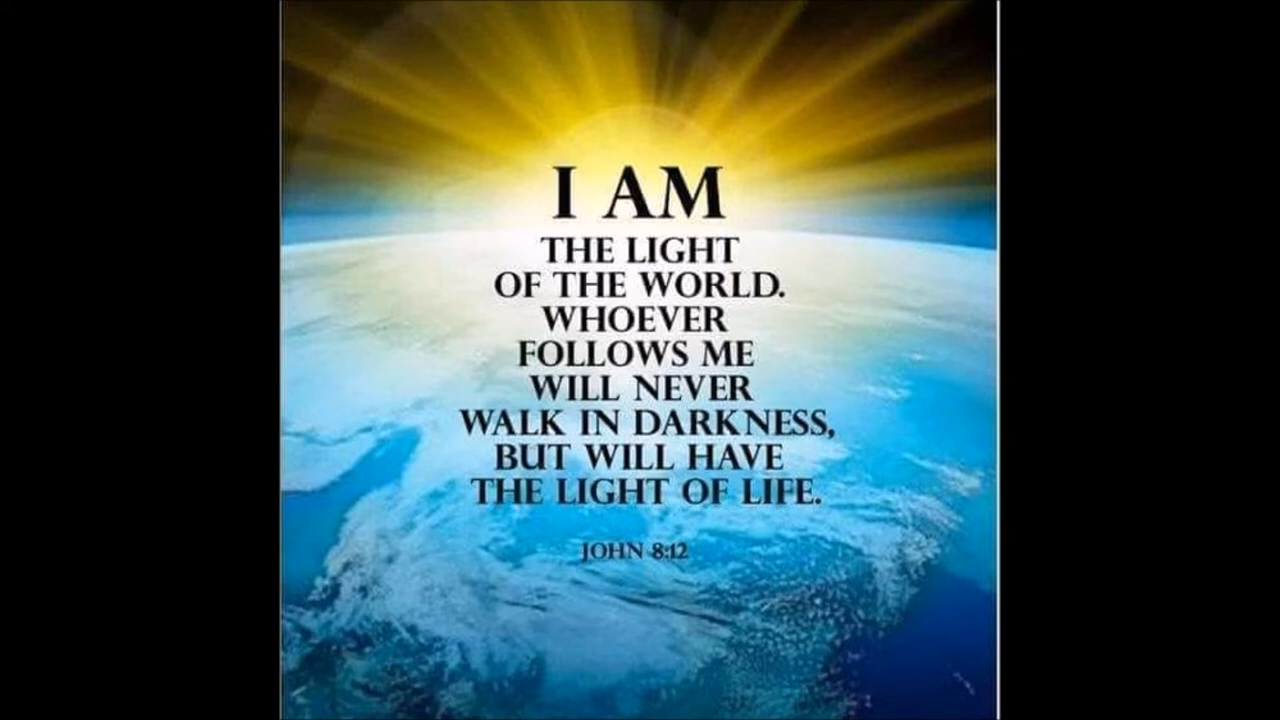 I AM
THE LIGHT
OF THE WORLD.
WHOEVER
FOLLOWS ME
WILL NEVER
WALK IN DARKNESS,
BUT WILL HAVE
THE LIGHT OF LIFE.
JOHN 8:12